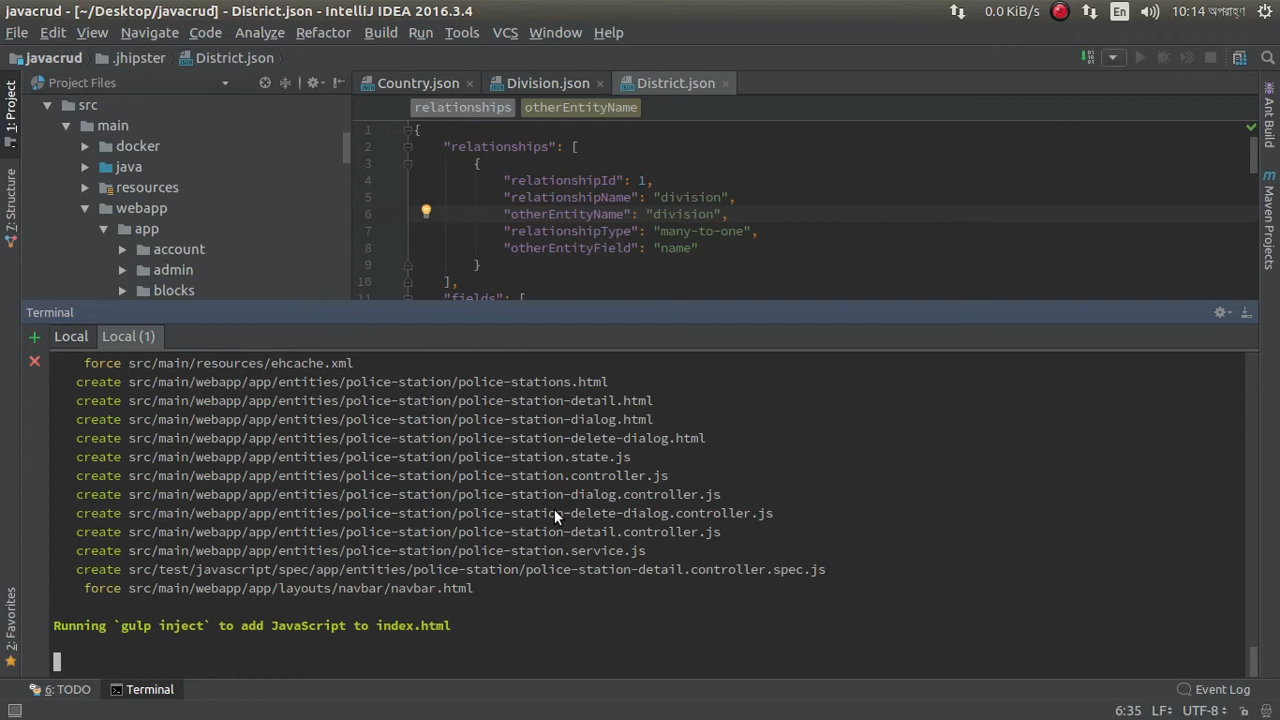 javacrud - [~/Desktop/javacrud] - District.json - IntelliJ IDEA 2016.3.4
0.0 KiB/s
En
10:14 অপরাহ্ণ
File Edit View Navigate Code Analyze Refactor Build Run Tools VCS Window Help
javacrud .jhipster District.json
Project Files
Country.json Division.json District.json
relationships otherEntityName
src
main
docker
java
resources
webapp
app
account
admin
blocks
1 {
2 "relationships": [
3 {
4 "relationshipId": 1,
5 "relationshipName": "division",
6 "otherEntityName": "division",
7 "relationshipType": "many-to-one",
8 "otherEntityField": "name"
9 }
10 ],
11 "fields": [
1: Project
7: Structure
2: Favorites
Ant Build
Maven Projects
Terminal
Local Local (1)
force src/main/resources/ehcache.xml
create src/main/webapp/app/entities/police-station/police-stations.html
create src/main/webapp/app/entities/police-station/police-station-detail.html
create src/main/webapp/app/entities/police-station/police-station-dialog.html
create src/main/webapp/app/entities/police-station/police-station-delete-dialog.html
create src/main/webapp/app/entities/police-station/police-station.state.js
create src/main/webapp/app/entities/police-station/police-station.controller.js
create src/main/webapp/app/entities/police-station/police-station-dialog.controller.js
create src/main/webapp/app/entities/police-station/police-station-delete-dialog.controller.js
create src/main/webapp/app/entities/police-station/police-station-detail.controller.js
create src/main/webapp/app/entities/police-station/police-station.service.js
create src/test/javascript/spec/app/entities/police-station/police-station-detail.controller.spec.js
force src/main/webapp/app/layouts/navbar/navbar.html
Running `gulp inject` to add JavaScript to index.html
6: TODO Terminal Event Log
6:35 LF÷ UTF-8÷